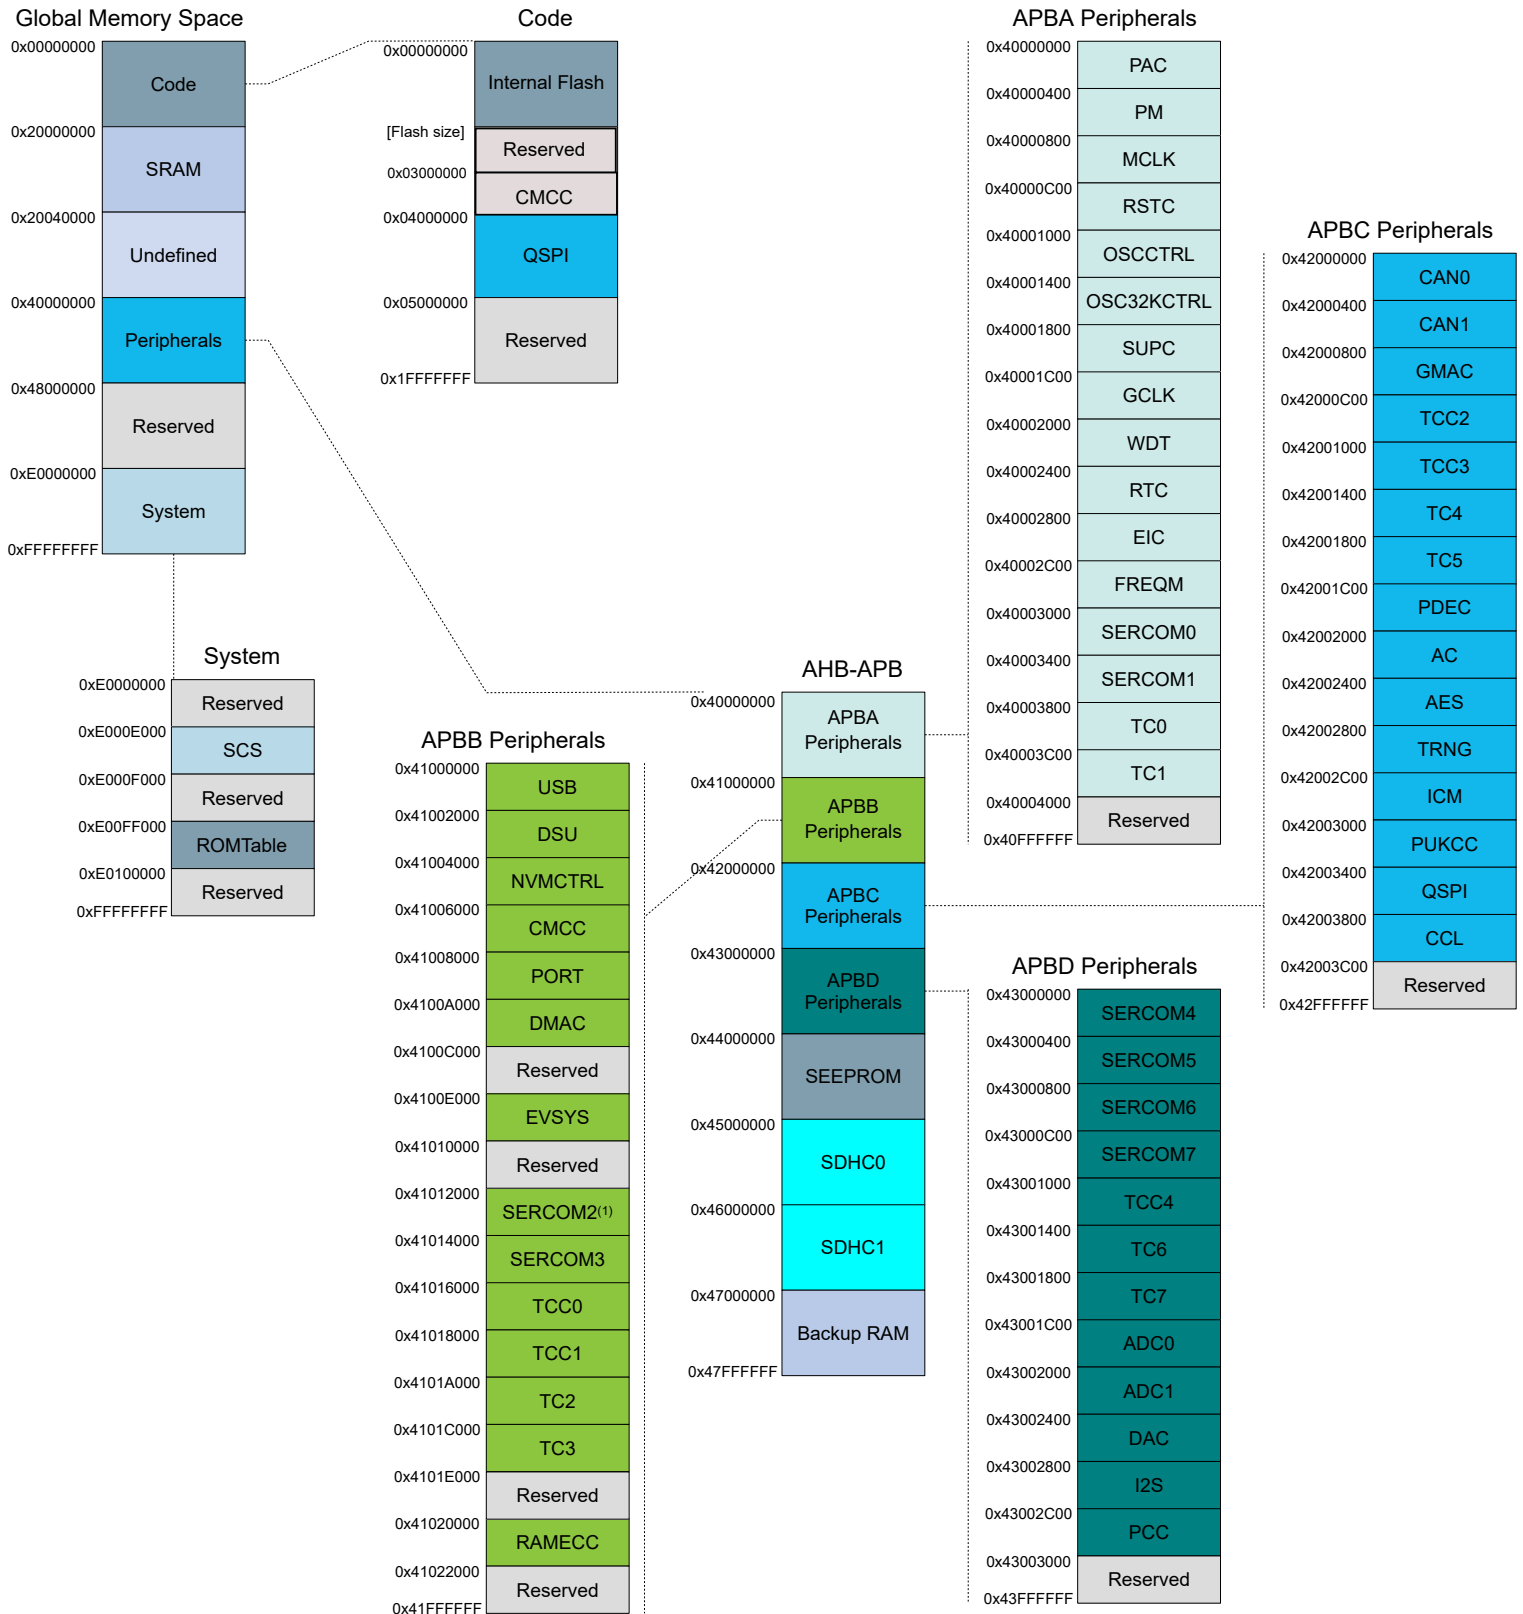 Global Memory Space
0x00000000
Code
0x20000000
SRAM
0x20040000
Undefined
0x40000000
Peripherals
0x48000000
Reserved
0xE0000000
System
0xFFFFFFFF
Code
0x00000000
Internal Flash
[Flash size]
Reserved
0x03000000
CMCC
0x04000000
QSPI
0x05000000
Reserved
0x1FFFFFFF
System
0xE0000000
Reserved
0xE000E000
SCS
0xE000F000
Reserved
0xE00FF000
ROMTable
0xE0100000
Reserved
0xFFFFFFFF
APBB Peripherals
0x41000000
USB
0x41002000
DSU
0x41004000
NVMCTRL
0x41006000
CMCC
0x41008000
PORT
0x4100A000
DMAC
0x4100C000
Reserved
0x4100E000
EVSYS
0x41010000
Reserved
0x41012000
SERCOM2(1)
0x41014000
SERCOM3
0x41016000
TCC0
0x41018000
TCC1
0x4101A000
TC2
0x4101C000
TC3
0x4101E000
Reserved
0x41020000
RAMECC
0x41022000
Reserved
0x41FFFFFF
AHB-APB
0x40000000
APBA
Peripherals
0x41000000
APBB
Peripherals
0x42000000
APBC
Peripherals
0x43000000
APBD
Peripherals
0x44000000
SEEPROM
0x45000000
SDHC0
0x46000000
SDHC1
0x47000000
Backup RAM
0x47FFFFFF
APBA Peripherals
0x40000000
PAC
0x40000400
PM
0x40000800
MCLK
0x40000C00
RSTC
0x40001000
OSCCTRL
0x40001400
OSC32KCTRL
0x40001800
SUPC
0x40001C00
GCLK
0x40002000
WDT
0x40002400
RTC
0x40002800
EIC
0x40002C00
FREQM
0x40003000
SERCOM0
0x40003400
SERCOM1
0x40003800
TC0
0x40003C00
TC1
0x40004000
Reserved
0x40FFFFFF
APBD Peripherals
0x43000000
SERCOM4
0x43000400
SERCOM5
0x43000800
SERCOM6
0x43000C00
SERCOM7
0x43001000
TCC4
0x43001400
TC6
0x43001800
TC7
0x43001C00
ADC0
0x43002000
ADC1
0x43002400
DAC
0x43002800
I2S
0x43002C00
PCC
0x43003000
Reserved
0x43FFFFFF
APBC Peripherals
0x42000000
CAN0
0x42000400
CAN1
0x42000800
GMAC
0x42000C00
TCC2
0x42001000
TCC3
0x42001400
TC4
0x42001800
TC5
0x42001C00
PDEC
0x42002000
AC
0x42002400
AES
0x42002800
TRNG
0x42002C00
ICM
0x42003000
PUKCC
0x42003400
QSPI
0x42003800
CCL
0x42003C00
Reserved
0x42FFFFFF